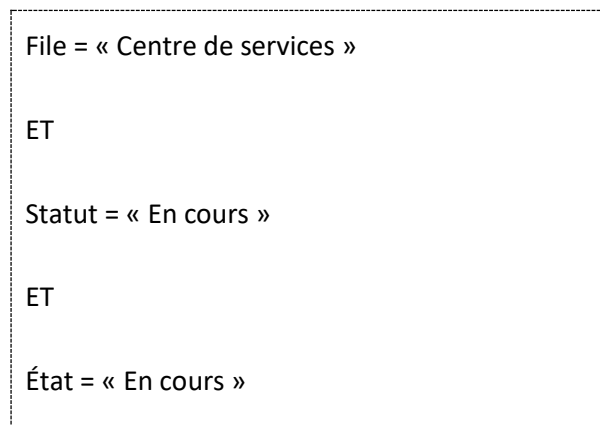 File = « Centre de services »
ET
Statut = « En cours »
ET
État = « En cours »